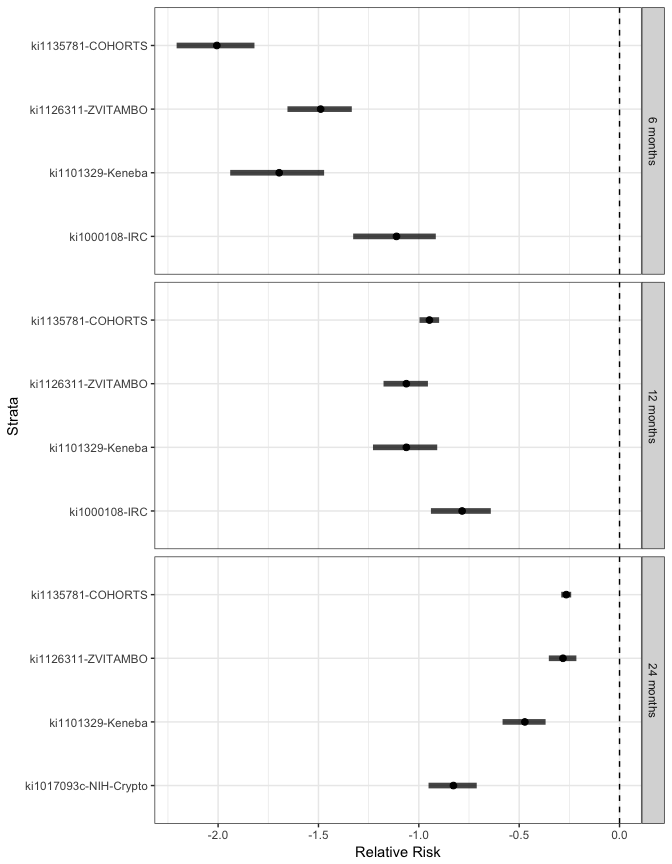 ki1135781-COHORTS
ki1126311-ZVITAMBO
ki1101329-Keneba
ki1000108-IRC
6 months
ki1135781-COHORTS
ki1126311-ZVITAMBO
ki1101329-Keneba
ki1000108-IRC
12 months
Strata
ki1135781-COHORTS
ki1126311-ZVITAMBO
ki1101329-Keneba
ki1017093c-NIH-Crypto
24 months
-2.0 -1.5 -1.0 -0.5 0.0
Relative Risk